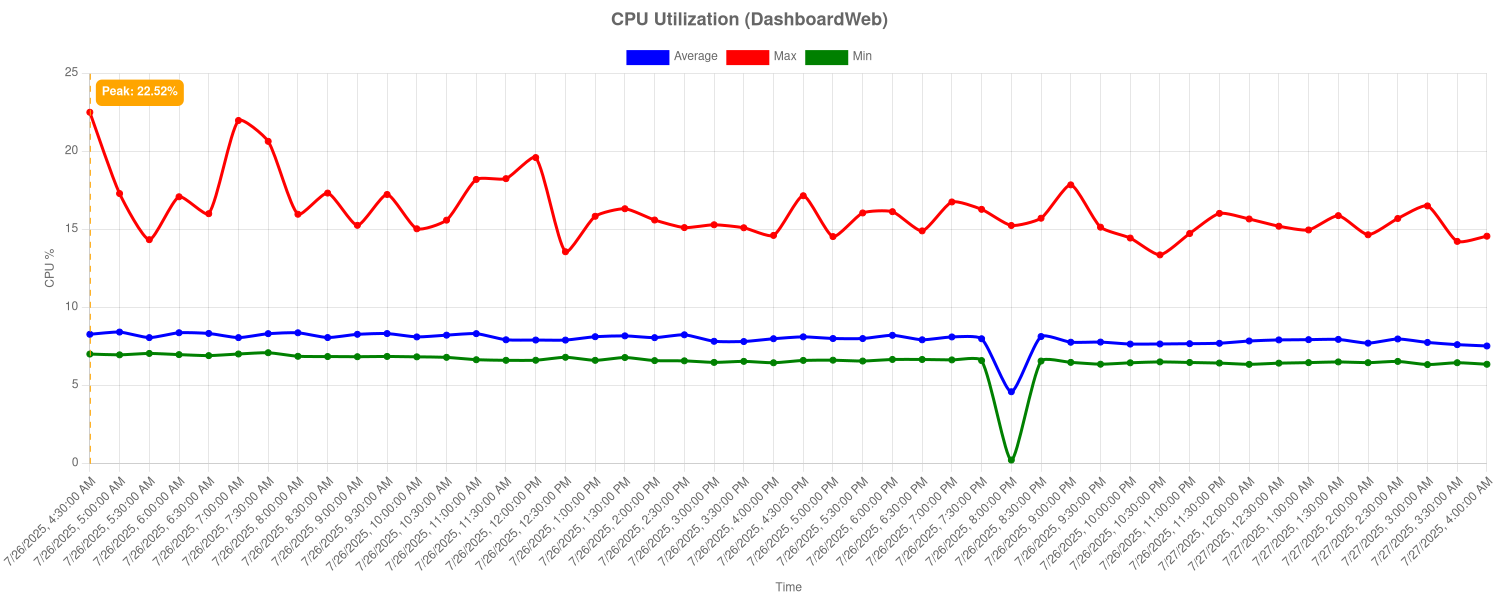 CPU Utilization (DashboardWeb)
Average Max Min
Peak: 22.52%
CPU %
25
20
15
10
5
0
7/26/2025, 4:30:00 AM
7/26/2025, 5:00:00 AM
7/26/2025, 5:30:00 AM
7/26/2025, 6:00:00 AM
7/26/2025, 6:30:00 AM
7/26/2025, 7:00:00 AM
7/26/2025, 7:30:00 AM
7/26/2025, 8:00:00 AM
7/26/2025, 8:30:00 AM
7/26/2025, 9:00:00 AM
7/26/2025, 9:30:00 AM
7/26/2025, 10:00:00 AM
7/26/2025, 10:30:00 AM
7/26/2025, 11:00:00 AM
7/26/2025, 11:30:00 AM
7/26/2025, 12:00:00 PM
7/26/2025, 12:30:00 PM
7/26/2025, 1:00:00 PM
7/26/2025, 1:30:00 PM
7/26/2025, 2:00:00 PM
7/26/2025, 2:30:00 PM
7/26/2025, 3:00:00 PM
7/26/2025, 3:30:00 PM
7/26/2025, 4:00:00 PM
7/26/2025, 4:30:00 PM
7/26/2025, 5:00:00 PM
7/26/2025, 5:30:00 PM
7/26/2025, 6:00:00 PM
7/26/2025, 6:30:00 PM
7/26/2025, 7:00:00 PM
7/26/2025, 7:30:00 PM
7/26/2025, 8:00:00 PM
7/26/2025, 8:30:00 PM
7/26/2025, 9:00:00 PM
7/26/2025, 9:30:00 PM
7/26/2025, 10:00:00 PM
7/26/2025, 10:30:00 PM
7/26/2025, 11:00:00 PM
7/26/2025, 11:30:00 PM
7/27/2025, 12:00:00 AM
7/27/2025, 12:30:00 AM
7/27/2025, 1:00:00 AM
7/27/2025, 1:30:00 AM
7/27/2025, 2:00:00 AM
7/27/2025, 2:30:00 AM
7/27/2025, 3:00:00 AM
7/27/2025, 3:30:00 AM
7/27/2025, 4:00:00 AM
Time